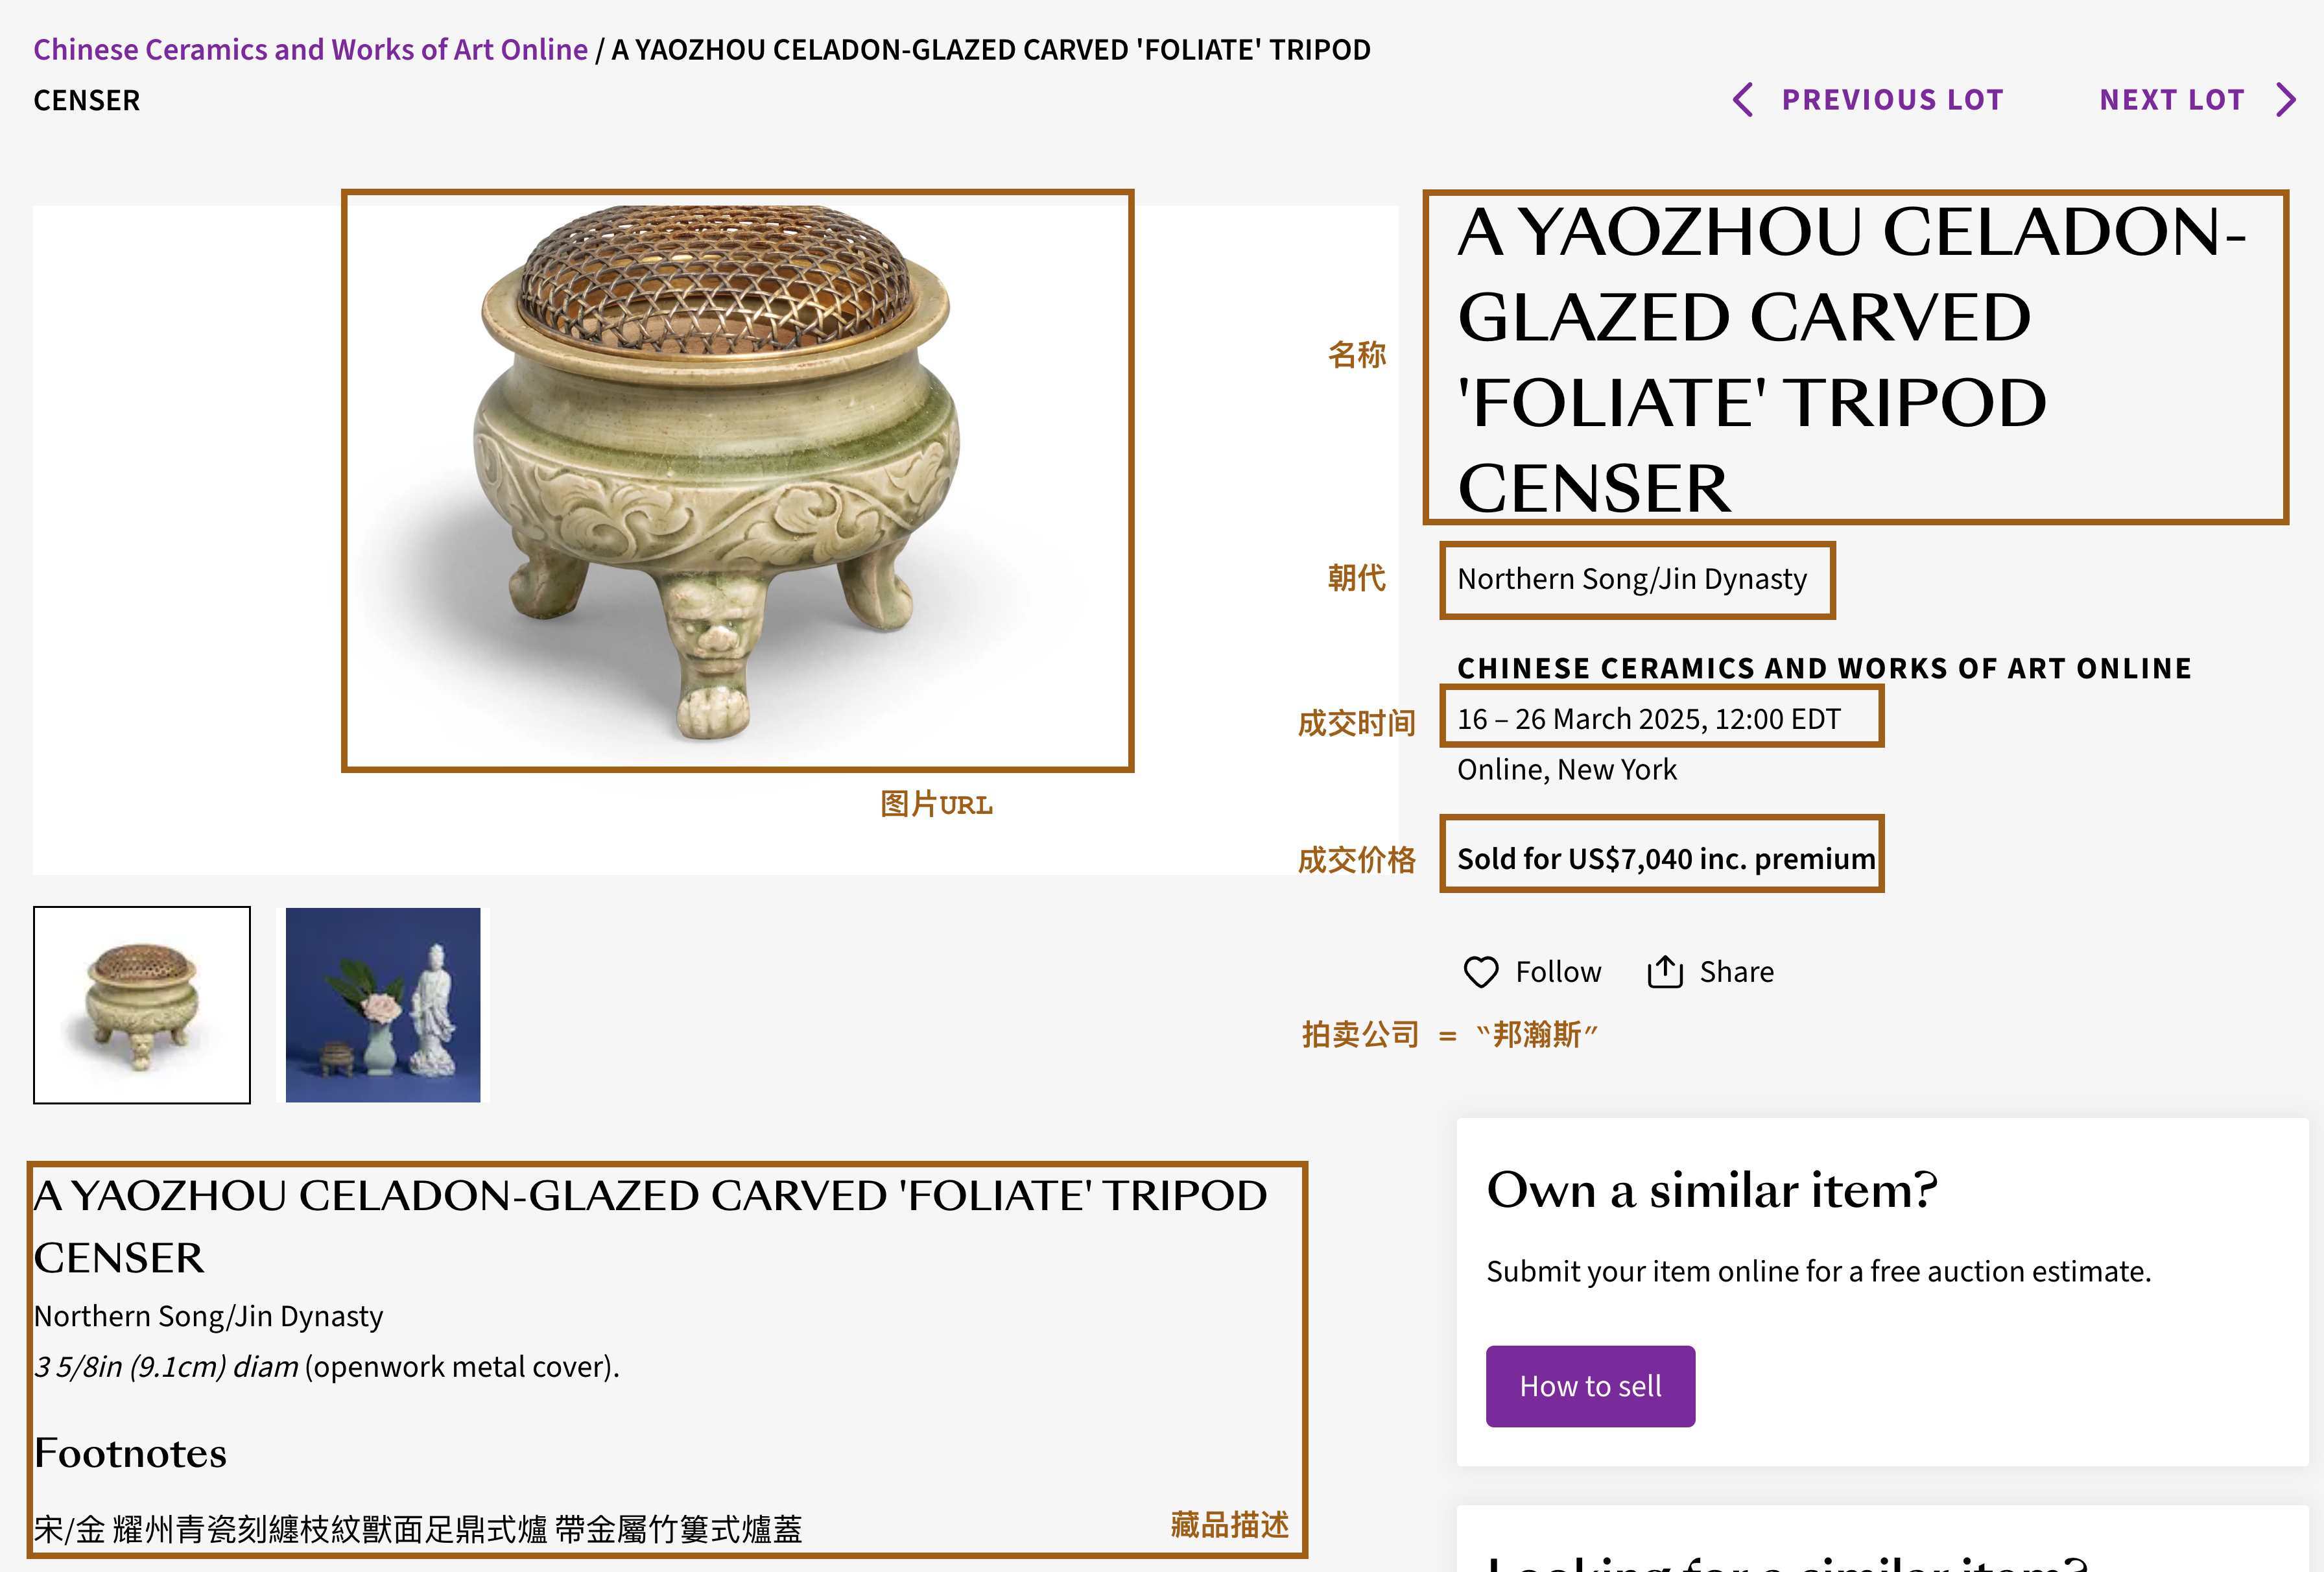 Chinese Ceramics and Works of Art Online / A YAOZHOU CELADON-GLAZED CARVED 'FOLIATE' TRIPOD
CENSER
PREVIOUS LOT
NEXT LOT
A YAOZHOU CELADON-
GLAZED CARVED
'FOLIATE' TRIPOD
CENSER
名称
朝代
Northern Song/Jin Dynasty
CHINESE CERAMICS AND WORKS OF ART ONLINE
成交时间
16 – 26 March 2025, 12:00 EDT
Online, New York
图片URL
成交价格
Sold for US$7,040 inc. premium
Follow
Share
拍卖公司 = “邦瀚斯”
A YAOZHOU CELADON-GLAZED CARVED 'FOLIATE' TRIPOD
CENSER
Northern Song/Jin Dynasty
3 5/8in (9.1cm) diam (openwork metal cover).
Footnotes
宋/金 耀州青瓷刻纏枝紋獸面足鼎式爐 帶金屬竹簍式爐蓋
藏品描述
Own a similar item?
Submit your item online for a free auction estimate.
How to sell
Looking for a similar item?